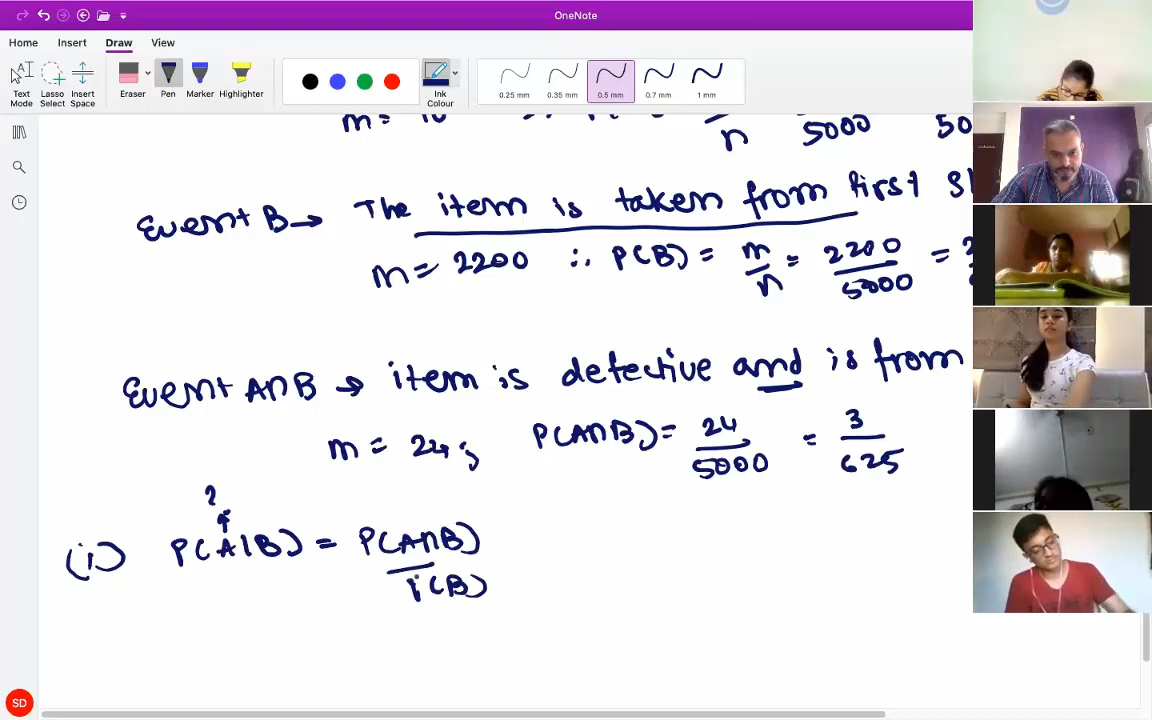 OneNote
Home Insert Draw View
Text Mode Lasso Select Insert Space Eraser Pen Marker Highlighter Ink Colour 0.25 mm 0.35 mm 0.5 mm 0.7 mm 1 mm
m = n 5000 50
Event B → The item is taken from first
m = 2200 ∴ P(B) = m/n = 2200/5000 = 2
Event A∩B → item is defective and is from
m = 24; P(A∩B) = 24/5000 = 3/625
?
(i) P(A|B) = P(A∩B)/P(B)
SD